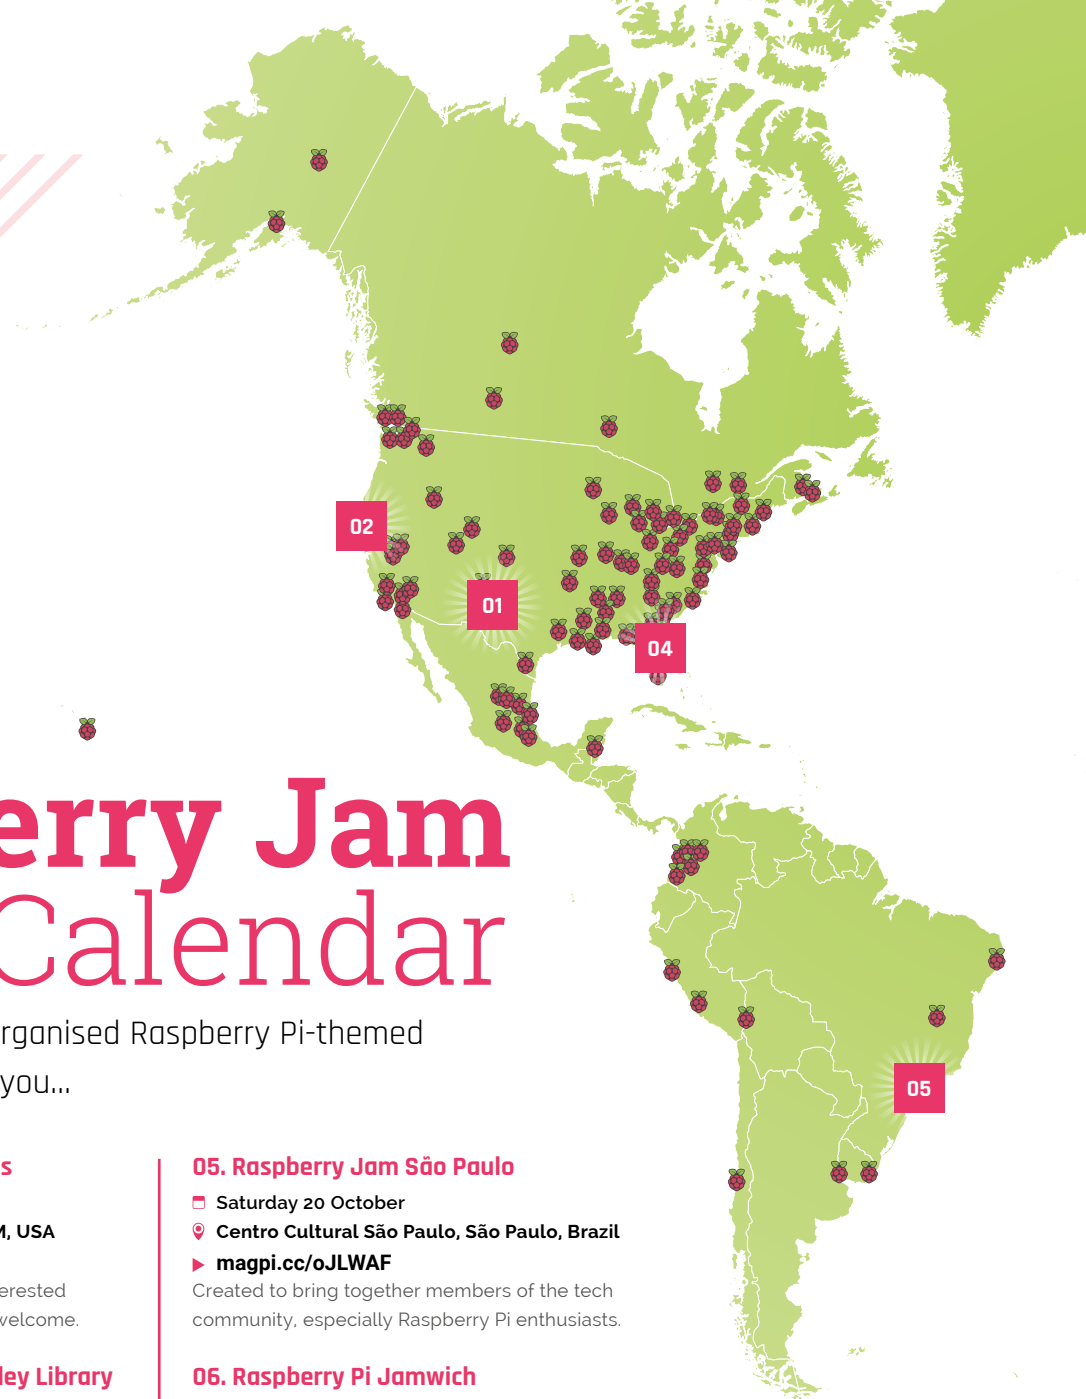 02
01
04
erry Jam
Calendar
rganised Raspberry Pi-themed
you...
05
s
M, USA
erested
welcome.
ley Library
05. Raspberry Jam São Paulo
Saturday 20 October
Centro Cultural São Paulo, São Paulo, Brazil
magpi.cc/oJLWAF
Created to bring together members of the tech
community, especially Raspberry Pi enthusiasts.
06. Raspberry Pi Jamwich